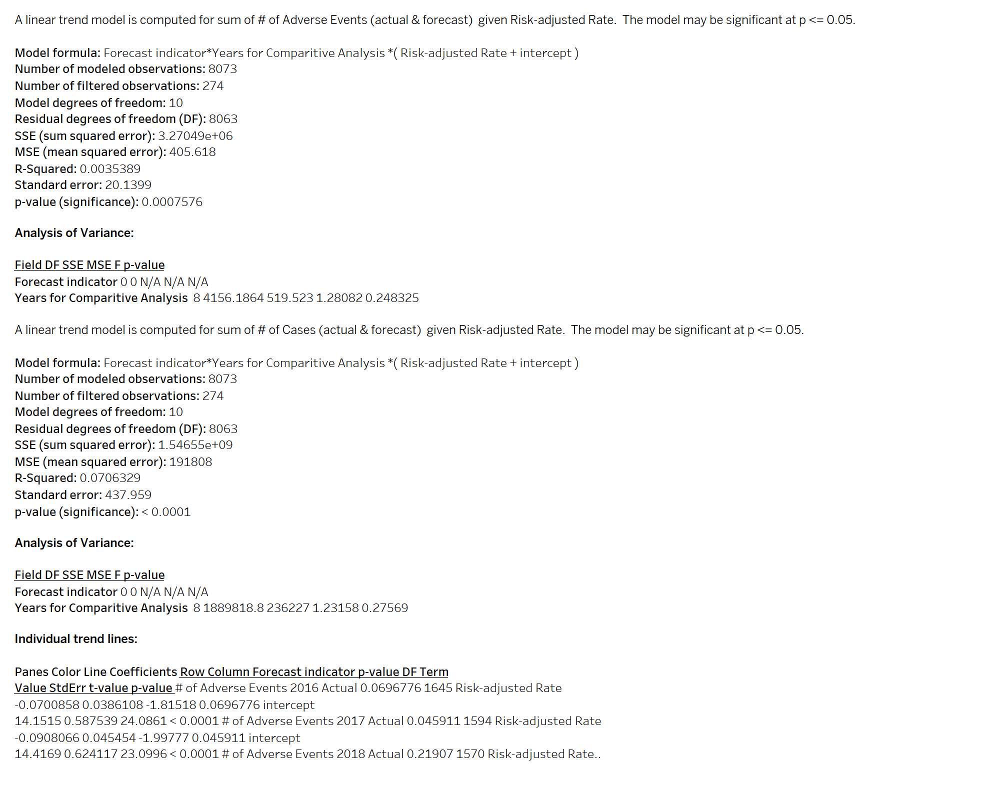 A linear trend model is computed for sum of # of Adverse Events (actual & forecast)  given Risk-adjusted Rate.  The model may be significant at p <= 0.05.
Model formula: Forecast indicator*Years for Comparitive Analysis *( Risk-adjusted Rate + intercept )
Number of modeled observations: 8073
Number of filtered observations: 274
Model degrees of freedom: 10
Residual degrees of freedom (DF): 8063
SSE (sum squared error): 3.27049e+06
MSE (mean squared error): 405.618
R-Squared: 0.0035389
Standard error: 20.1399
p-value (significance): 0.0007576
Analysis of Variance:
Field DF SSE MSE F p-value
Forecast indicator 0 0 N/A N/A N/A
Years for Comparitive Analysis  8 4156.1864 519.523 1.28082 0.248325
A linear trend model is computed for sum of # of Cases (actual & forecast)  given Risk-adjusted Rate.  The model may be significant at p <= 0.05.
Model formula: Forecast indicator*Years for Comparitive Analysis *( Risk-adjusted Rate + intercept )
Number of modeled observations: 8073
Number of filtered observations: 274
Model degrees of freedom: 10
Residual degrees of freedom (DF): 8063
SSE (sum squared error): 1.54655e+09
MSE (mean squared error): 191808
R-Squared: 0.0706329
Standard error: 437.959
p-value (significance): < 0.0001
Analysis of Variance:
Field DF SSE MSE F p-value
Forecast indicator 0 0 N/A N/A N/A
Years for Comparitive Analysis  8 1889818.8 236227 1.23158 0.27569
Individual trend lines:
Panes Color Line Coefficients Row Column Forecast indicator p-value DF Term
Value StdErr t-value p-value # of Adverse Events 2016 Actual 0.0696776 1645 Risk-adjusted Rate
-0.0700858 0.0386108 -1.81518 0.0696776 intercept
14.1515 0.587539 24.0861 < 0.0001 # of Adverse Events 2017 Actual 0.045911 1594 Risk-adjusted Rate
-0.0908066 0.045454 -1.99777 0.045911 intercept
14.4169 0.624117 23.0996 < 0.0001 # of Adverse Events 2018 Actual 0.21907 1570 Risk-adjusted Rate..